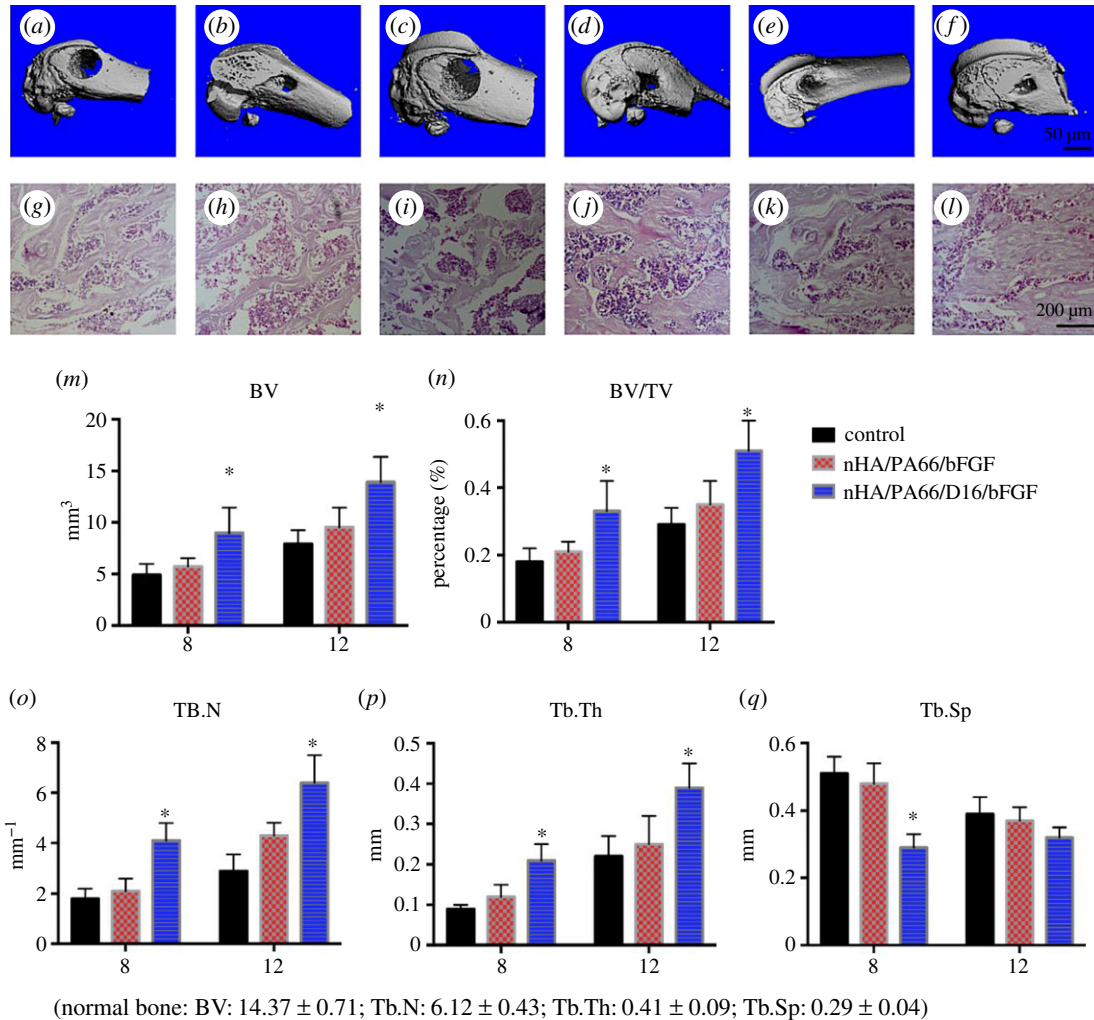 (a) (b) (c) (d) (e) (f)
50 µm
(g) (h) (i) (j) (k) (l)
200 µm
(m) BV
20
15
10
5
0
mm³
8 12
*
*
(n) BV/TV
0.6
0.4
0.2
0
percentage (%)
8 12
*
*
control
nHA/PA66/bFGF
nHA/PA66/D16/bFGF
(o) TB.N
8
6
4
2
0
mm⁻¹
8 12
*
*
(p) Tb.Th
0.5
0.4
0.3
0.2
0.1
0
mm
8 12
*
*
(q) Tb.Sp
0.6
0.4
0.2
0
mm
8 12
*
(normal bone: BV: 14.37 ± 0.71; Tb.N: 6.12 ± 0.43; Tb.Th: 0.41 ± 0.09; Tb.Sp: 0.29 ± 0.04)